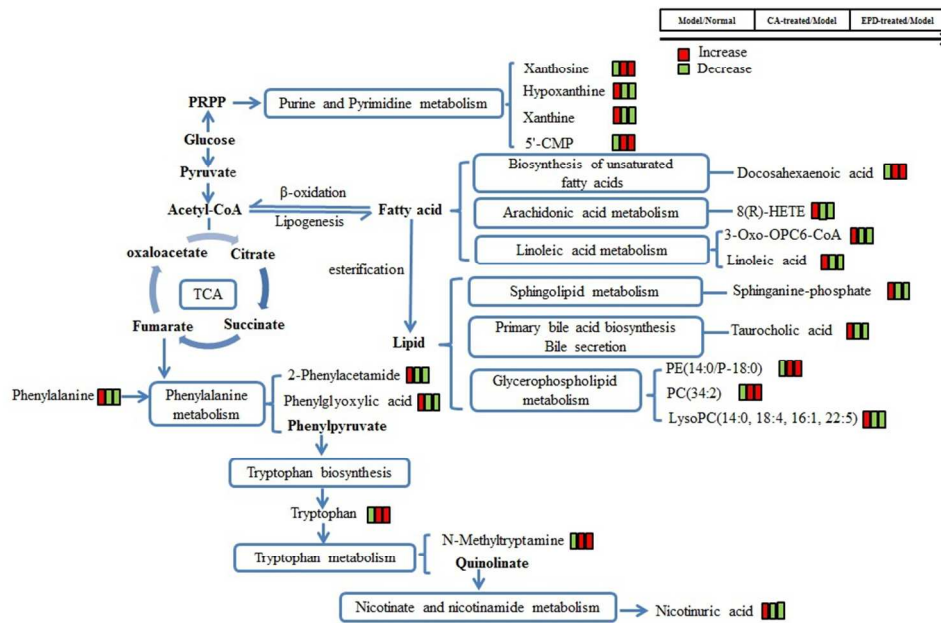 Model/Normal CA-treated/Model EPD-treated/Model
Increase
Decrease
Xanthosine
Hypoxanthine
Xanthine
5'-CMP
PRPP
Purine and Pyrimidine metabolism
Glucose
Pyruvate
Acetyl-CoA
β-oxidation
Lipogenesis
Fatty acid
Biosynthesis of unsaturated
fatty acids
Docosahexaenoic acid
Arachidonic acid metabolism
8(R)-HETE
Linoleic acid metabolism
3-Oxo-OPC6-CoA
Linoleic acid
oxaloacetate
Citrate
TCA
Fumarate
Succinate
esterification
Lipid
Sphingolipid metabolism
Sphinganine-phosphate
Primary bile acid biosynthesis
Bile secretion
Taurocholic acid
Glycerophospholipid
metabolism
PE(14:0/P-18:0)
PC(34:2)
LysoPC(14:0, 18:4, 16:1, 22:5)
Phenylalanine
Phenylalanine
metabolism
2-Phenylacetamide
Phenylglyoxylic acid
Phenylpyruvate
Tryptophan biosynthesis
Tryptophan
Tryptophan metabolism
N-Methyltryptamine
Quinolinate
Nicotinate and nicotinamide metabolism
Nicotinuric acid